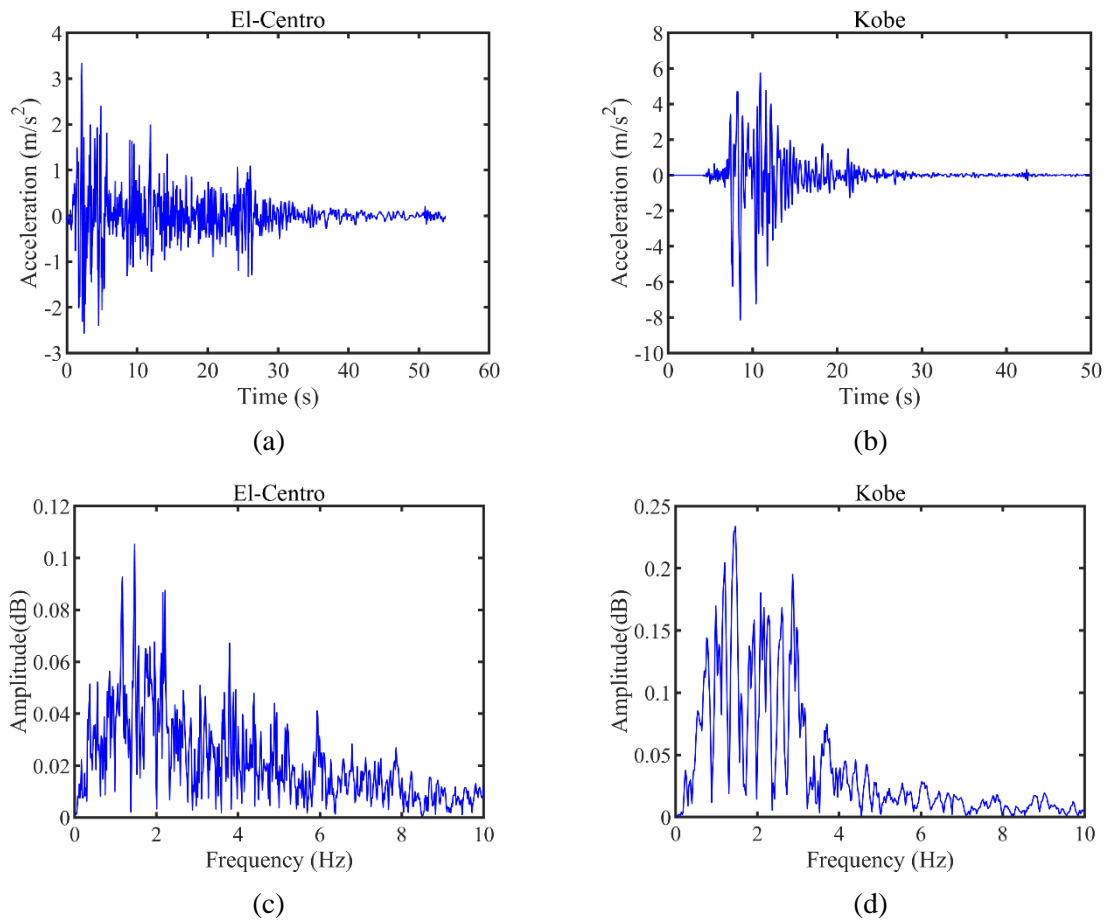 El-Centro
Acceleration (m/s2)
4
3
2
1
0
-1
-2
-3
0 10 20 30 40 50 60
Time (s)
(a)
Kobe
Acceleration (m/s2)
8
6
4
2
0
-2
-4
-6
-8
-10
0 10 20 30 40 50
Time (s)
(b)
El-Centro
Amplitude(dB)
0.12
0.1
0.08
0.06
0.04
0.02
0
0 2 4 6 8 10
Frequency (Hz)
(c)
Kobe
Amplitude(dB)
0.25
0.2
0.15
0.1
0.05
0
0 2 4 6 8 10
Frequency (Hz)
(d)